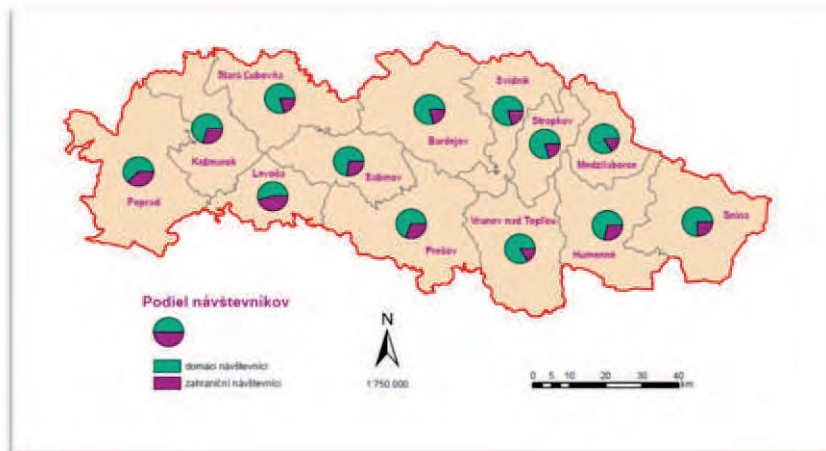 Stará Ľubovňa
Svidník
Stropkov
Bardejov
Medzilaborce
Kežmarok
Sabinov
Levoča
Poprad
Prešov
Vranov nad Topľou
Humenné
Snina
Podiel návštevníkov
domáci návštevníci
zahraniční návštevníci
N
1:750.000
0 5 10 20 30 40
km